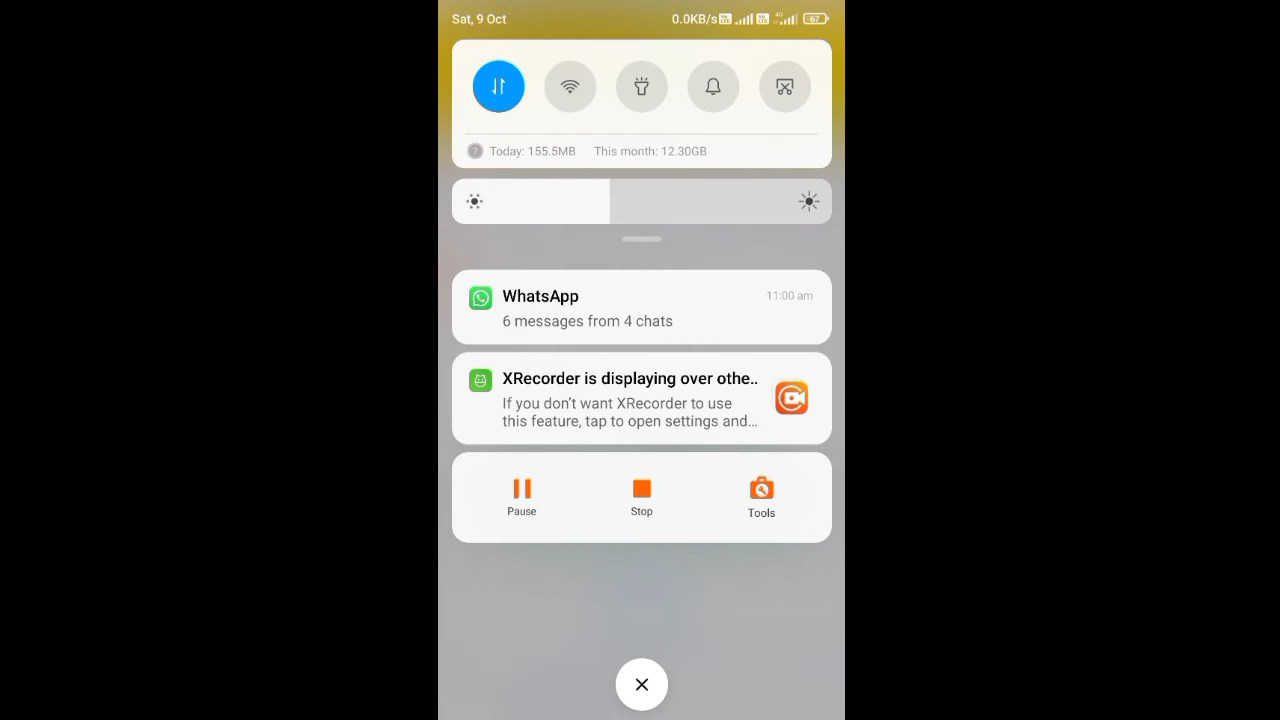 Sat, 9 Oct 0.0KB/s 4G 67
Today: 155.5MB This month: 12.30GB
WhatsApp 11:00 am
6 messages from 4 chats
XRecorder is displaying over othe..
If you don't want XRecorder to use
this feature, tap to open settings and...
Pause Stop Tools